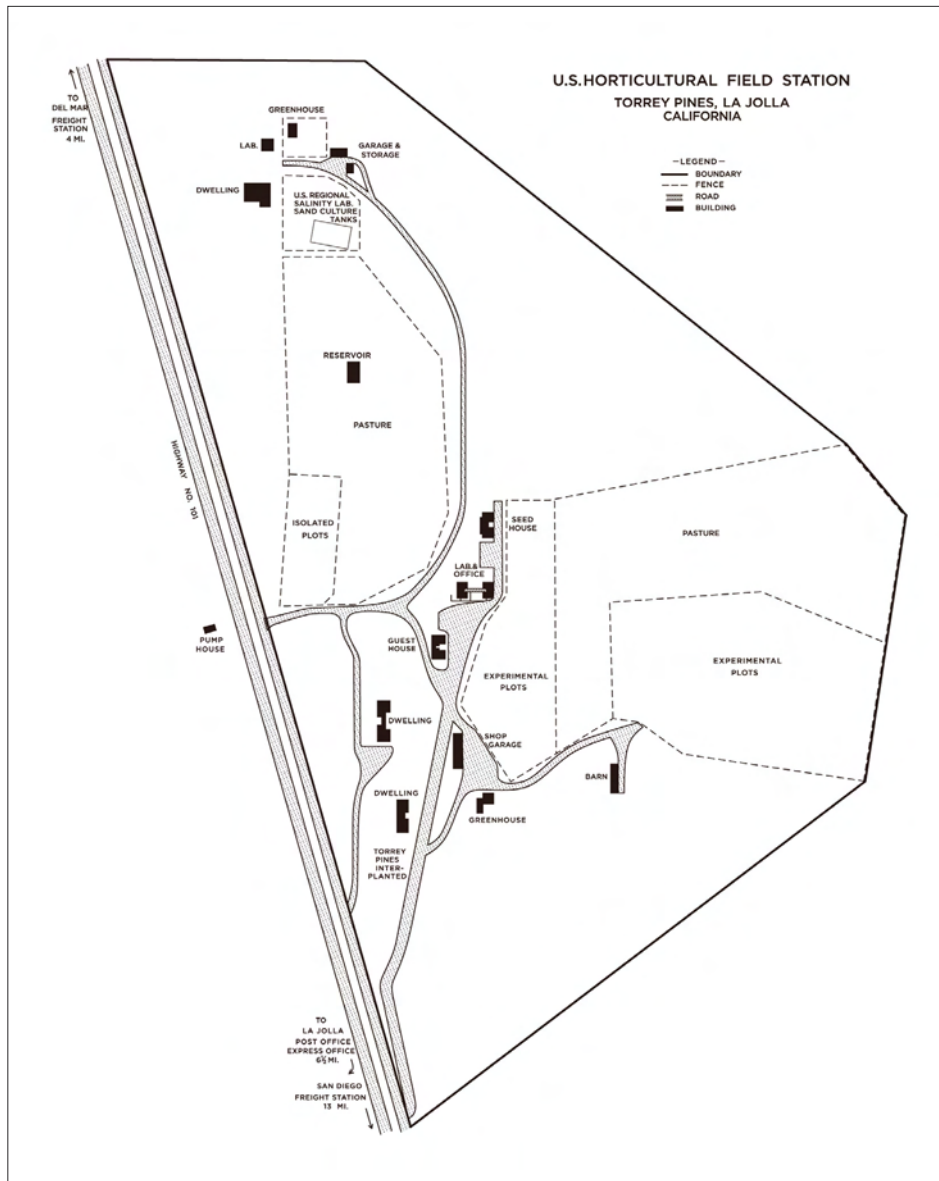 U.S. HORTICULTURAL FIELD STATION
TORREY PINES, LA JOLLA
CALIFORNIA
—LEGEND—
BOUNDARY
FENCE
ROAD
BUILDING
TO
DEL MAR
FREIGHT
STATION
4 MI.
GREENHOUSE
LAB.
GARAGE &
STORAGE
DWELLING
U.S. REGIONAL
SALINITY LAB.
SAND CULTURE
TANKS
RESERVOIR
PASTURE
HIGHWAY NO. 101
ISOLATED
PLOTS
SEED
HOUSE
PASTURE
LAB. &
OFFICE
PUMP
HOUSE
GUEST
HOUSE
EXPERIMENTAL
PLOTS
EXPERIMENTAL
PLOTS
DWELLING
SHOP
GARAGE
BARN
DWELLING
GREENHOUSE
TORREY
PINES
INTER-
PLANTED
TO
LA JOLLA
POST OFFICE
EXPRESS OFFICE
MI.
SAN DIEGO
FREIGHT STATION
13 MI.